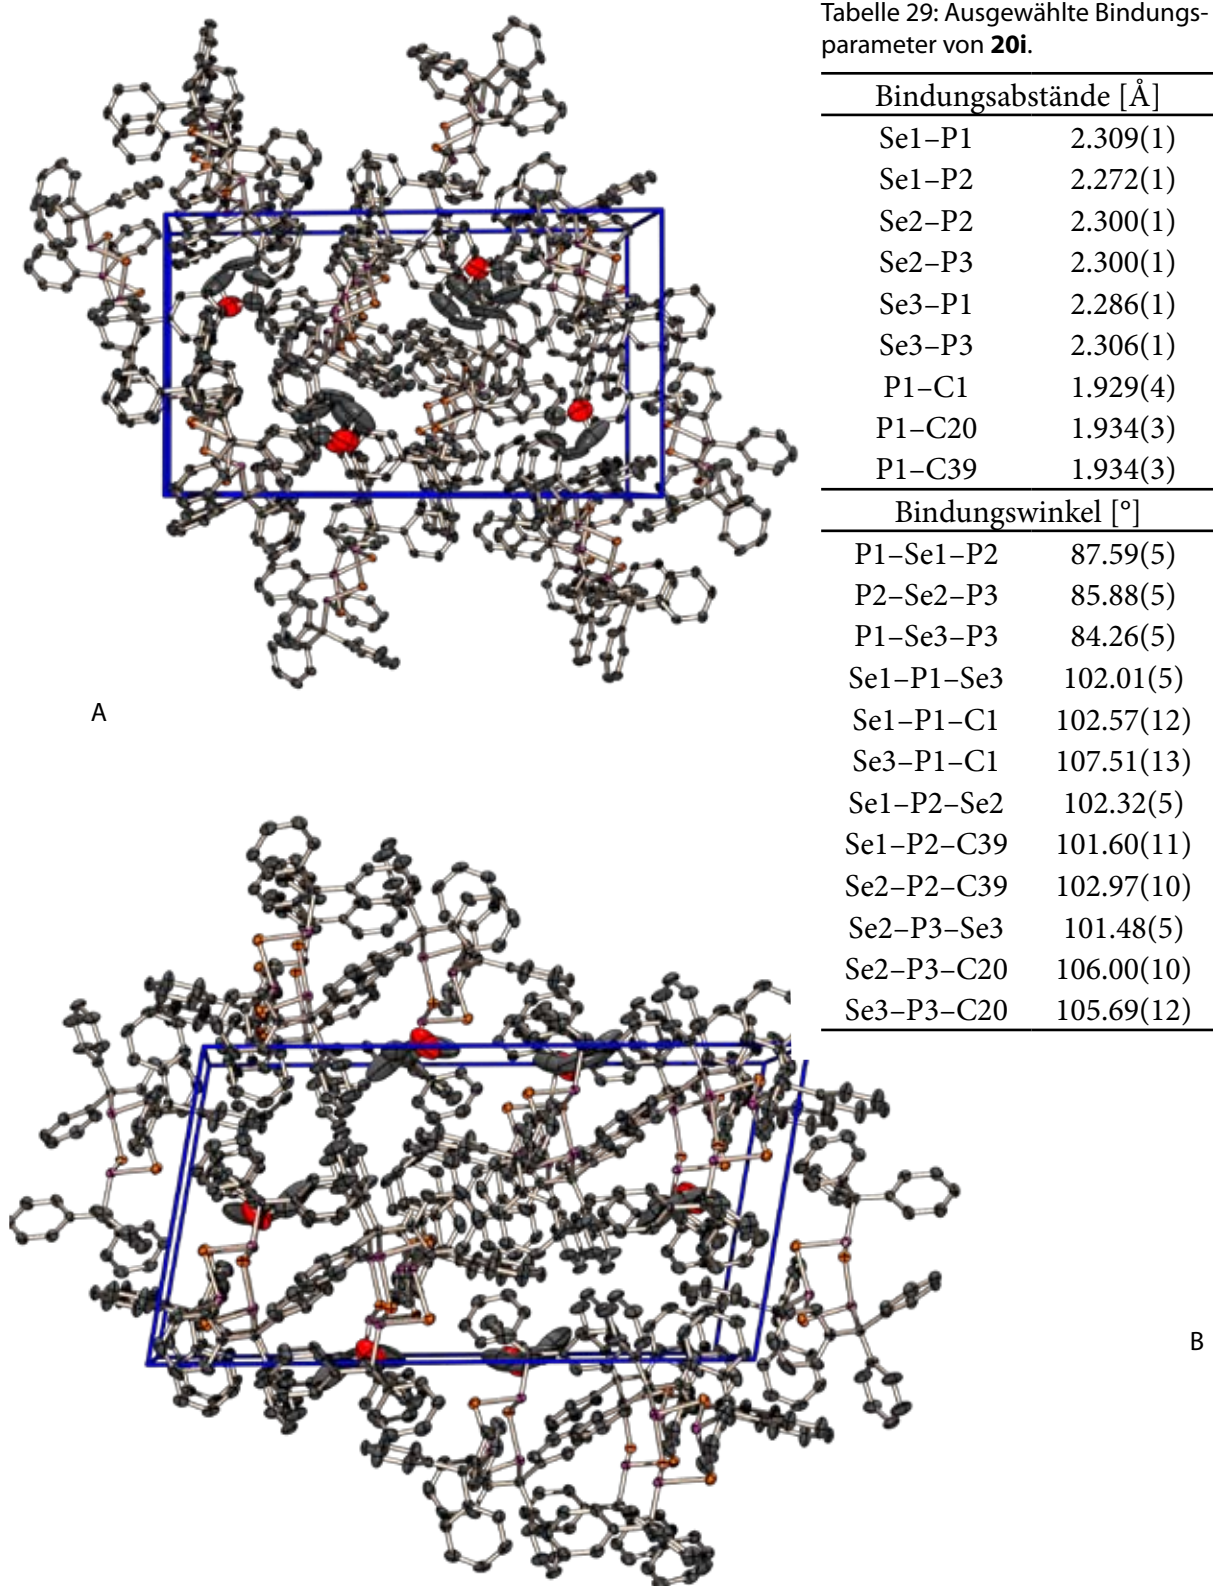 Tabelle 29: Ausgewählte Bindungs-
parameter von 20i.
Bindungsabstände [Å]
Se1–P1 2.309(1)
Se1–P2 2.272(1)
Se2–P2 2.300(1)
Se2–P3 2.300(1)
Se3–P1 2.286(1)
Se3–P3 2.306(1)
P1–C1 1.929(4)
P1–C20 1.934(3)
P1–C39 1.934(3)
Bindungswinkel [°]
P1–Se1–P2 87.59(5)
P2–Se2–P3 85.88(5)
P1–Se3–P3 84.26(5)
Se1–P1–Se3 102.01(5)
Se1–P1–C1 102.57(12)
Se3–P1–C1 107.51(13)
Se1–P2–Se2 102.32(5)
Se1–P2–C39 101.60(11)
Se2–P2–C39 102.97(10)
Se2–P3–Se3 101.48(5)
Se2–P3–C20 106.00(10)
Se3–P3–C20 105.69(12)
A
B